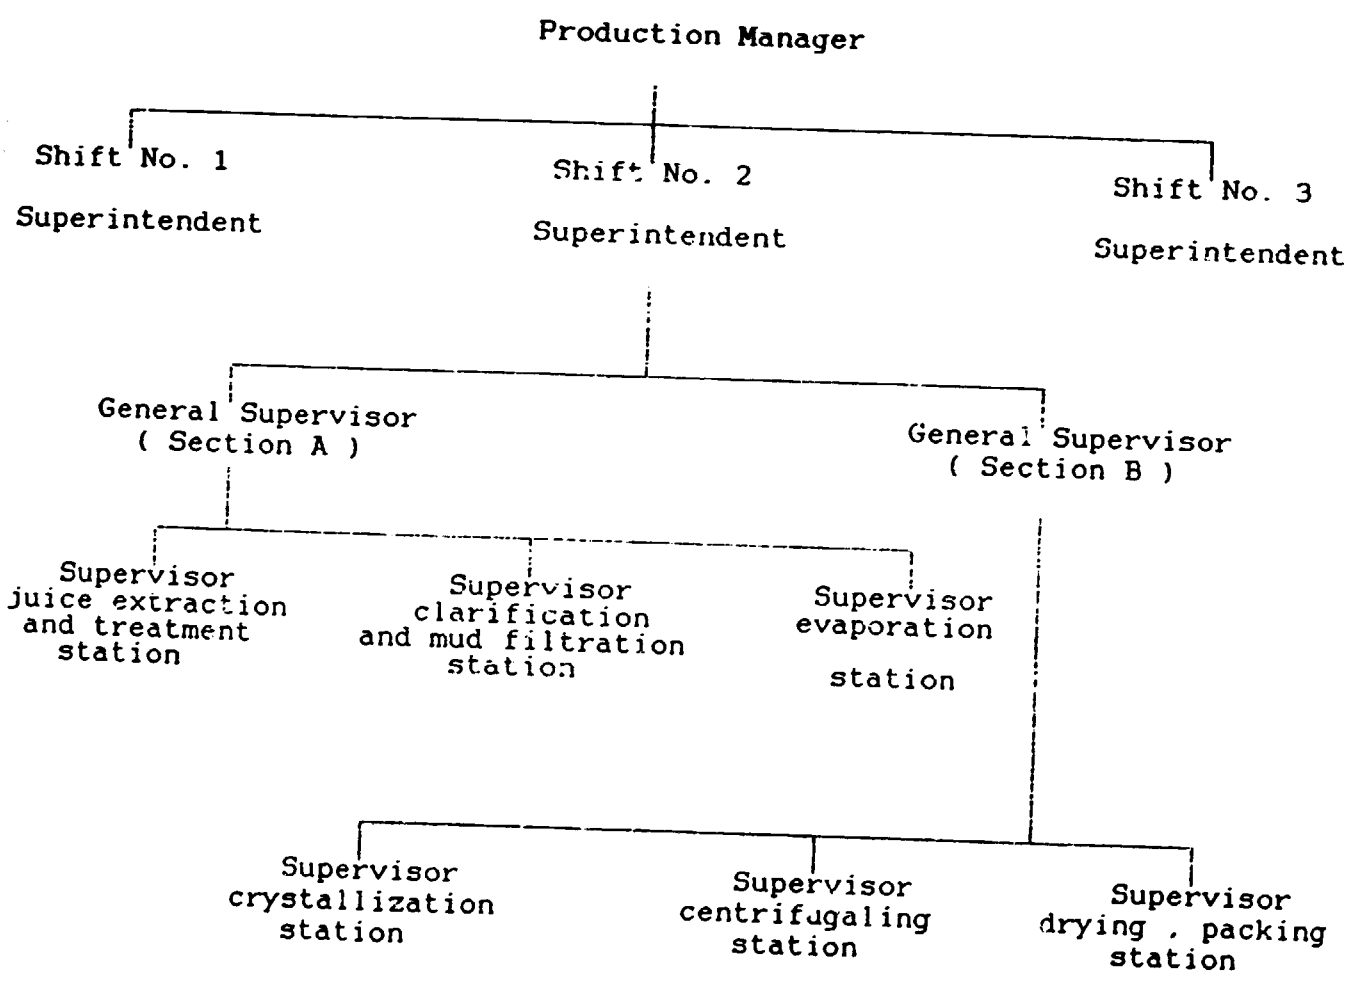 Production Manager
Shift No. 1
Superintendent
Shift No. 2
Superintendent
Shift No. 3
Superintendent
General Supervisor
( Section A )
General Supervisor
( Section B )
Supervisor
juice extraction
and treatment
station
Supervisor
clarification
and mud filtration
station
Supervisor
evaporation
station
Supervisor
crystallization
station
Supervisor
centrifugaling
station
Supervisor
drying , packing
station